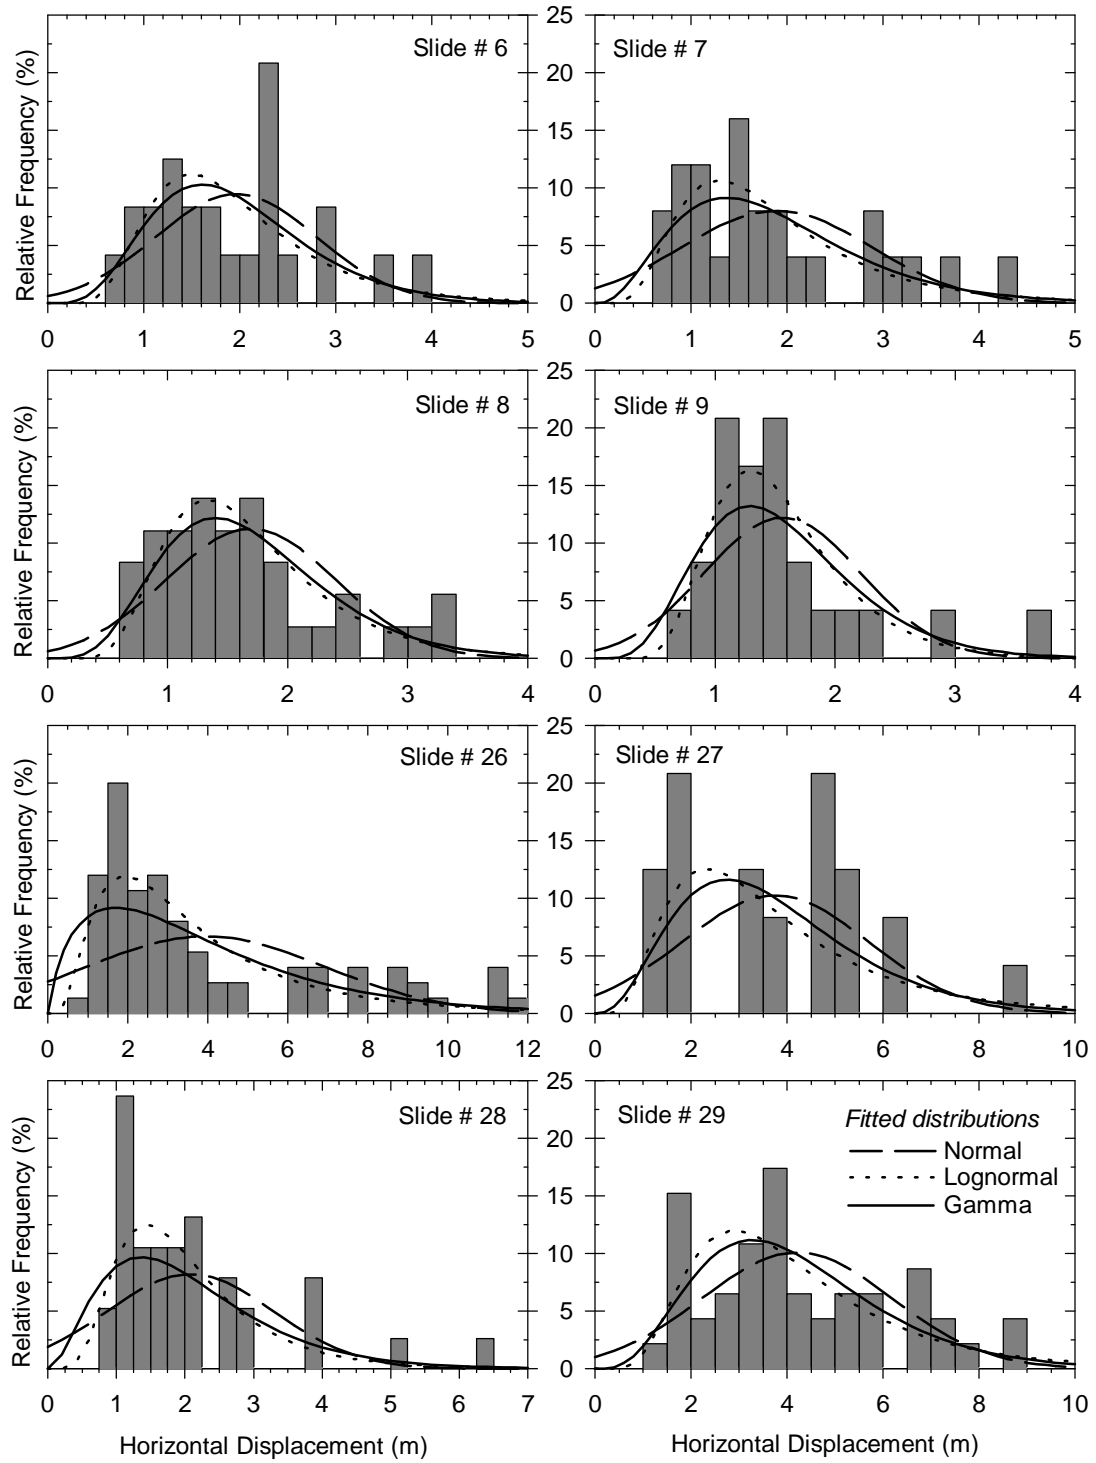 25
Slide # 6
Slide # 7
20
15
10
5
0
Relative Frequency (%)
0 1 2 3 4 5
0 1 2 3 4 5
25
Slide # 8
Slide # 9
20
15
10
5
0
Relative Frequency (%)
0 1 2 3 4
0 1 2 3 4
25
Slide # 26
Slide # 27
20
15
10
5
0
Relative Frequency (%)
0 2 4 6 8 10 12
0 2 4 6 8 10
25
Slide # 28
Slide # 29
Fitted distributions
Normal
Lognormal
Gamma
20
15
10
5
0
Relative Frequency (%)
0 1 2 3 4 5 6 7
0 2 4 6 8 10
Horizontal Displacement (m)
Horizontal Displacement (m)